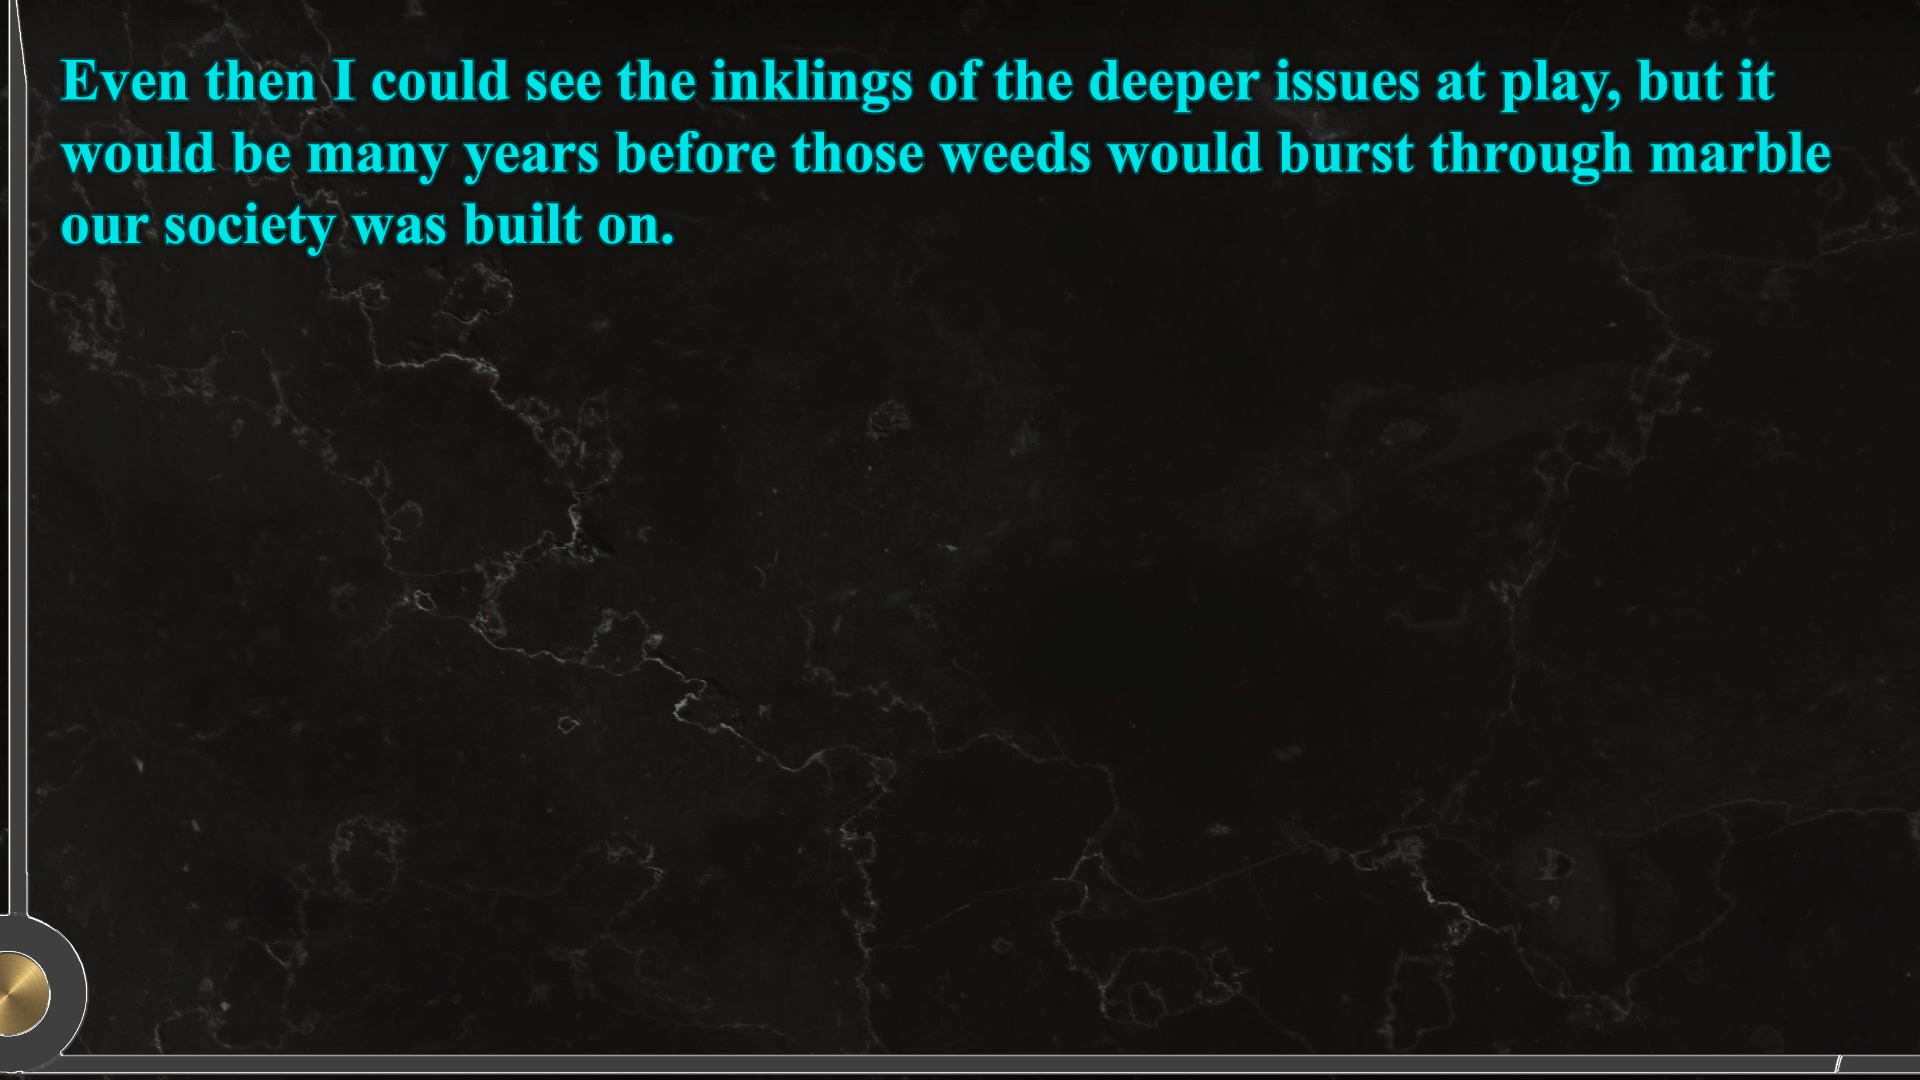 Even then I could see the inklings of the deeper issues at play, but it
would be many years before those weeds would burst through marble
our society was built on.